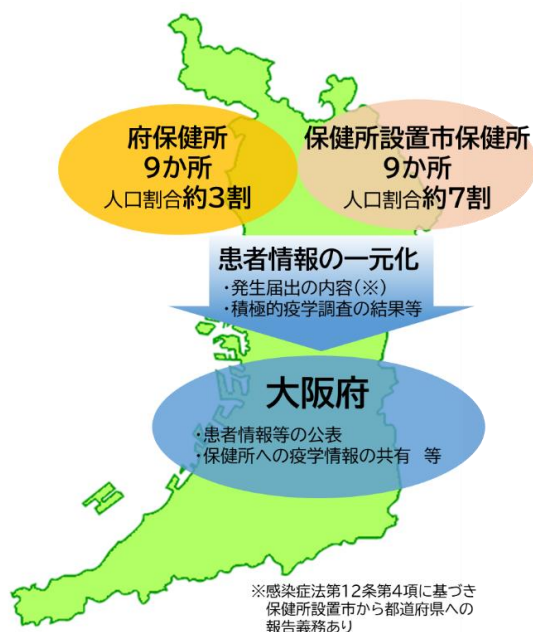 府保健所
9か所
人口割合約3割
保健所設置市保健所
9か所
人口割合約7割
患者情報の一元化
・発生届出の内容(※)
・積極的疫学調査の結果等
大阪府
・患者情報等の公表
・保健所への疫学情報の共有 等
※感染症法第12条第4項に基づき
保健所設置市から都道府県への
報告義務あり